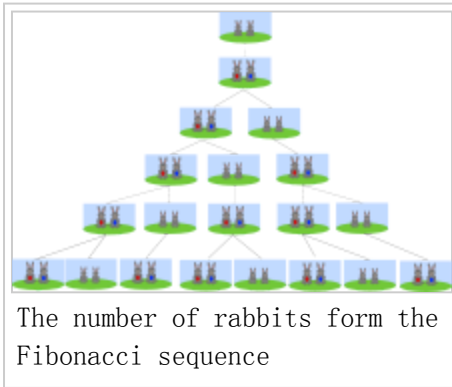 The number of rabbits form the
Fibonacci sequence